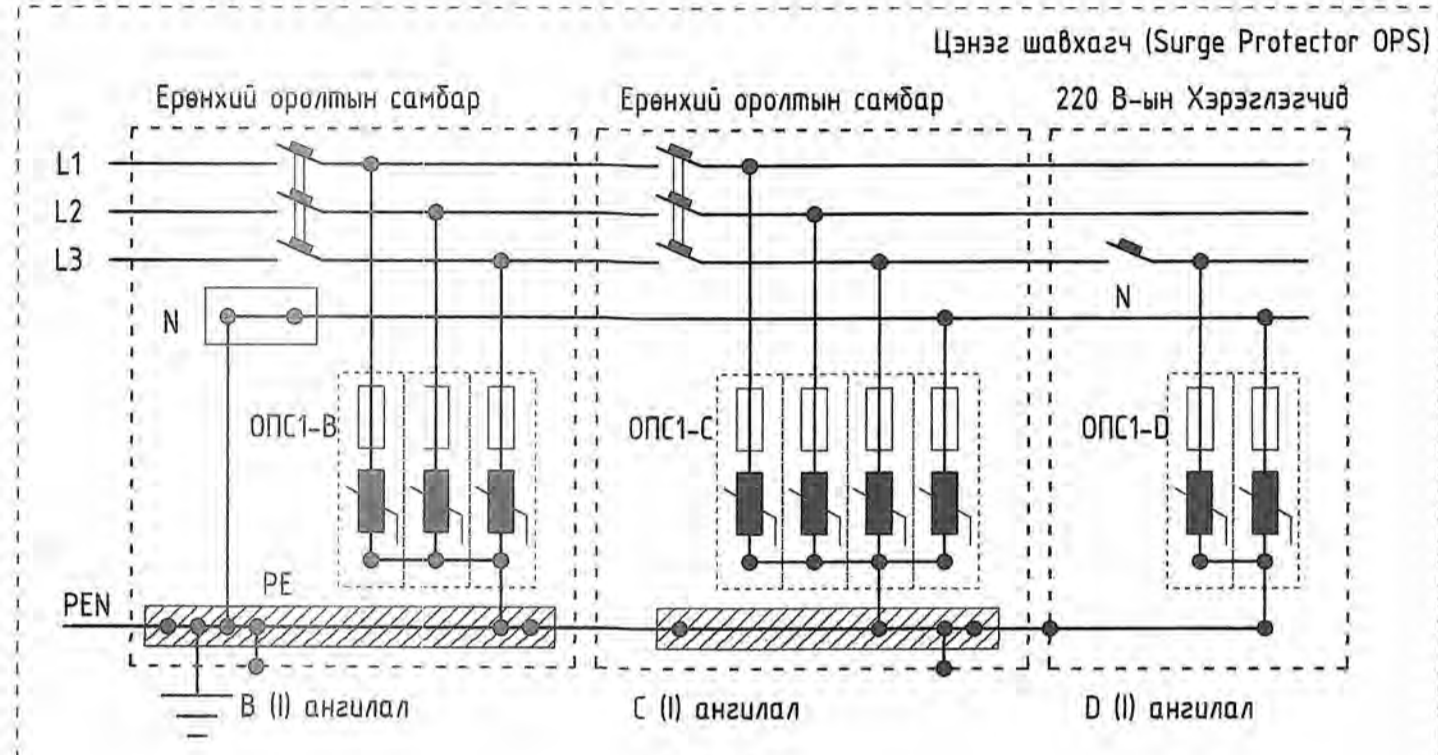 Цэнэг шавхагч (Surge Protector OPS)
Ерөнхий оролтын самбар
Ерөнхий оролтын самбар
220 В-ын Хэрэглэгчид
L1
L2
L3
N
N
ОПС1-В
ОПС1-С
ОПС1-D
PE
PEN
В (I) ангилал
С (I) ангилал
D (I) ангилал